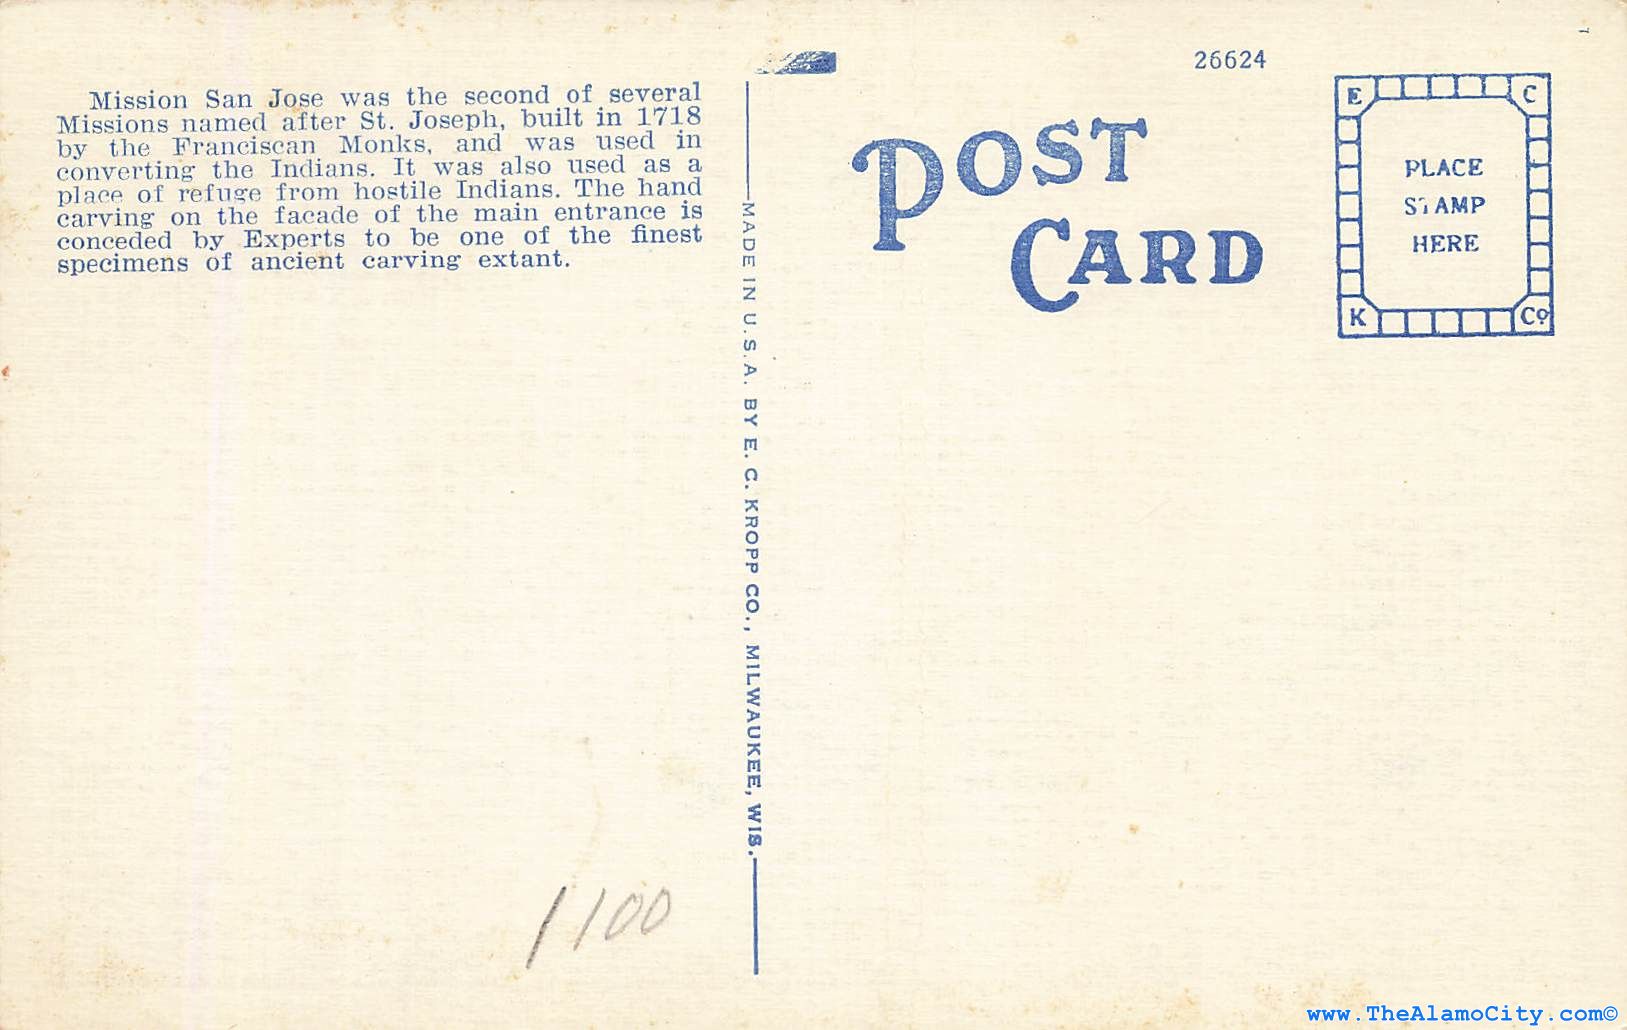 Mission San Jose was the second of several
Missions named after St. Joseph, built in 1718
by the Franciscan Monks, and was used in
converting the Indians. It was also used as a
place of refuge from hostile Indians. The hand
carving on the facade of the main entrance is
conceded by Experts to be one of the finest
specimens of ancient carving extant.
1100
MADE IN U.S.A. BY E. C. KROPP CO., MILWAUKEE, WIS.
26624
POST
CARD
E C
PLACE
STAMP
HERE
K Co
www.TheAlamoCity.com©